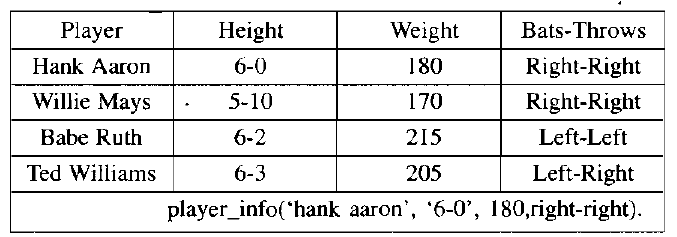 Player Height Weight Bats-Throws
Hank Aaron 6-0 180 Right-Right
Willie Mays 5-10 170 Right-Right
Babe Ruth 6-2 215 Left-Left
Ted Williams 6-3 205 Left-Right
player_info(‘hank aaron’, ‘6-0’, 180,right-right).